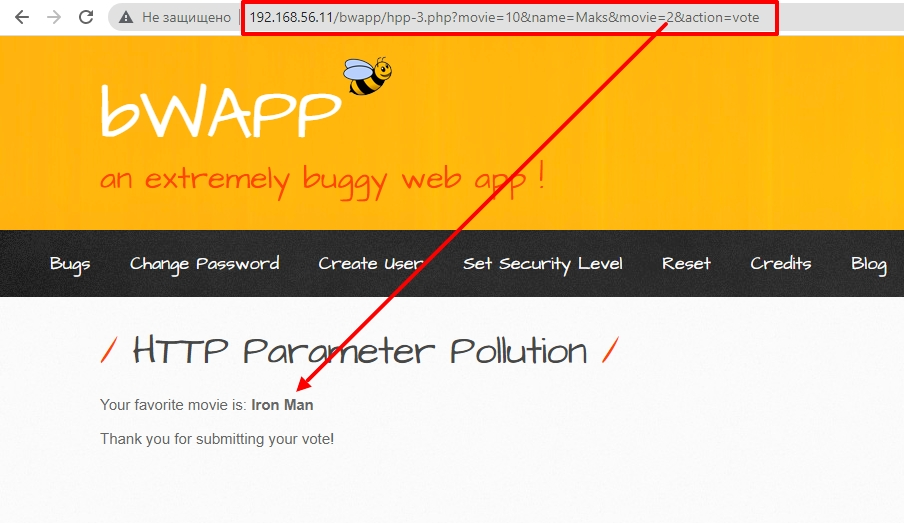 Не защищено 192.168.56.11/bwapp/hpp-3.php?movie=10&name=Maks&movie=2&action=vote
bWAPP
an extremely buggy web app !
Bugs Change Password Create User Set Security Level Reset Credits Blog
/ HTTP Parameter Pollution /
Your favorite movie is: Iron Man
Thank you for submitting your vote!